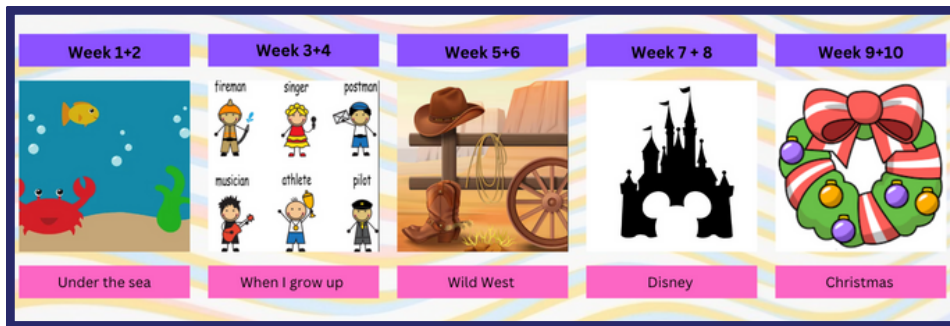 Week 1+2
Week 3+4
Week 5+6
Week 7 + 8
Week 9+10
fireman singer postman
musician athlete pilot
Under the sea
When I grow up
Wild West
Disney
Christmas